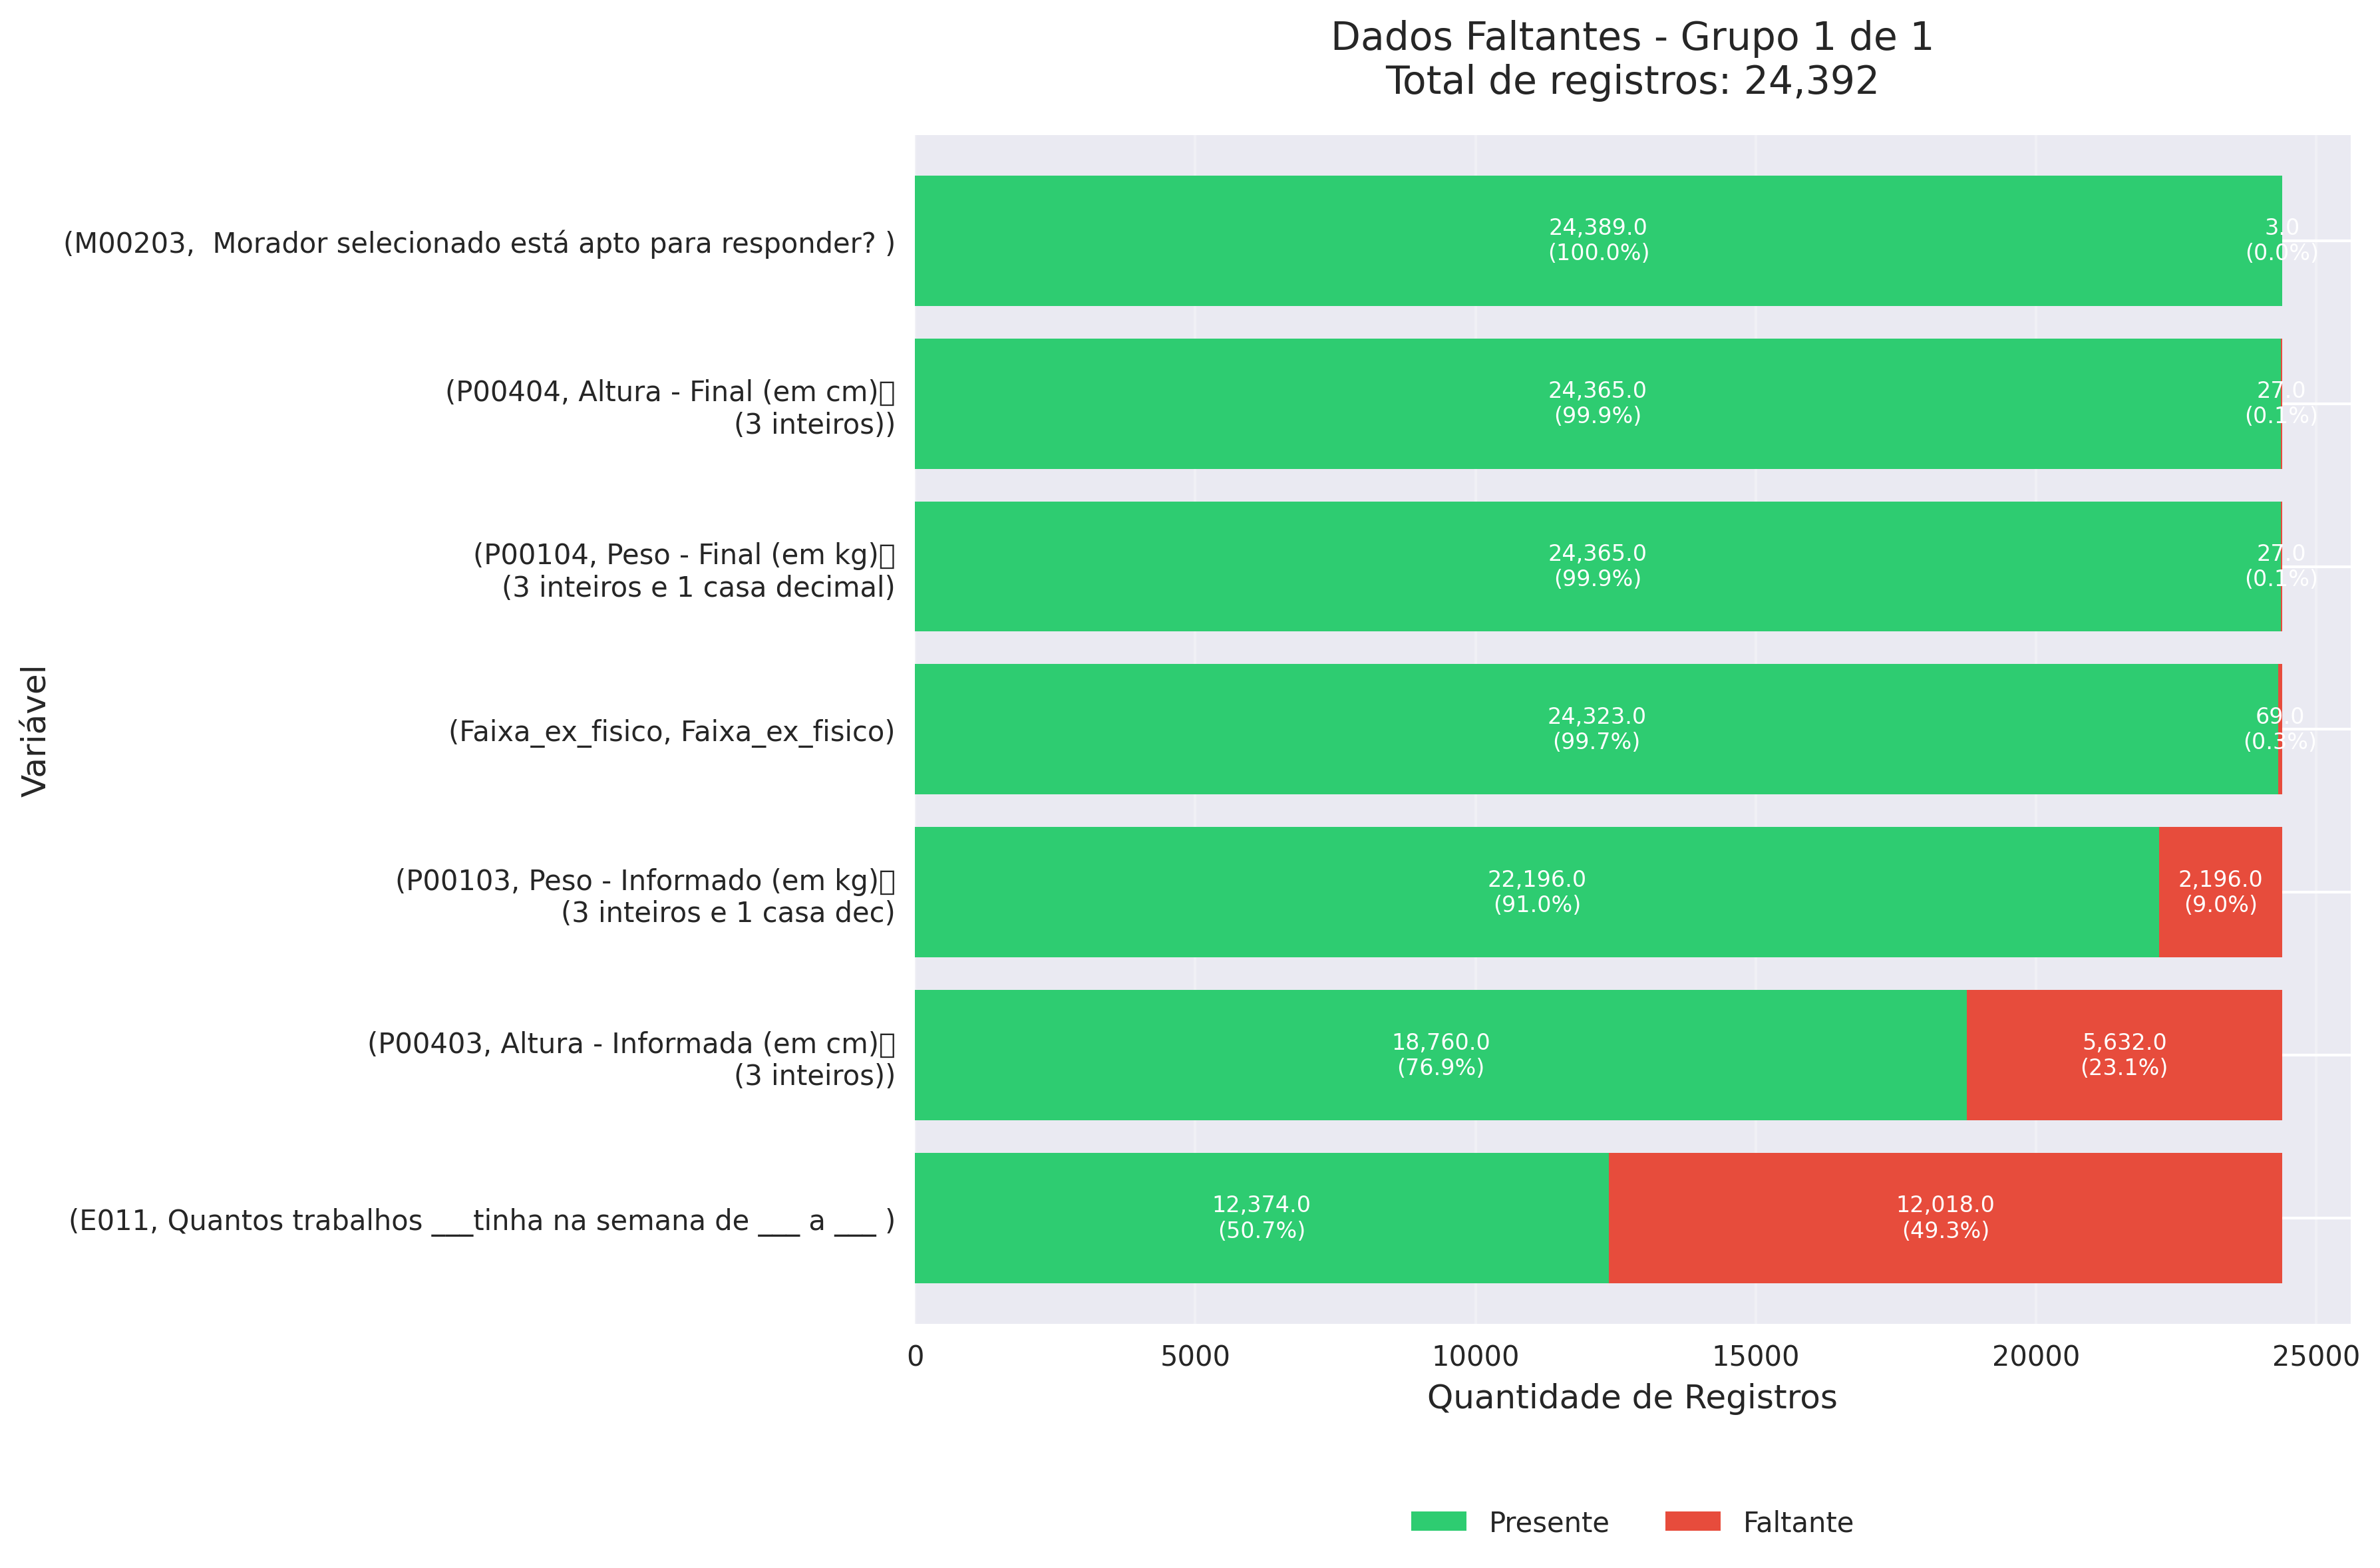 Dados Faltantes - Grupo 1 de 1
Total de registros: 24,392
Variável
(M00203,  Morador selecionado está apto para responder? )
24,389.0
(100.0%)
3.0
(0.0%)
(P00404, Altura - Final (em cm)
(3 inteiros))
24,365.0
(99.9%)
27.0
(0.1%)
(P00104, Peso - Final (em kg)
(3 inteiros e 1 casa decimal)
24,365.0
(99.9%)
27.0
(0.1%)
(Faixa_ex_fisico, Faixa_ex_fisico)
24,323.0
(99.7%)
69.0
(0.3%)
(P00103, Peso - Informado (em kg)
(3 inteiros e 1 casa dec)
22,196.0
(91.0%)
2,196.0
(9.0%)
(P00403, Altura - Informada (em cm)
(3 inteiros))
18,760.0
(76.9%)
5,632.0
(23.1%)
(E011, Quantos trabalhos ___tinha na semana de ___ a ___ )
12,374.0
(50.7%)
12,018.0
(49.3%)
0 5000 10000 15000 20000 25000
Quantidade de Registros
Presente Faltante